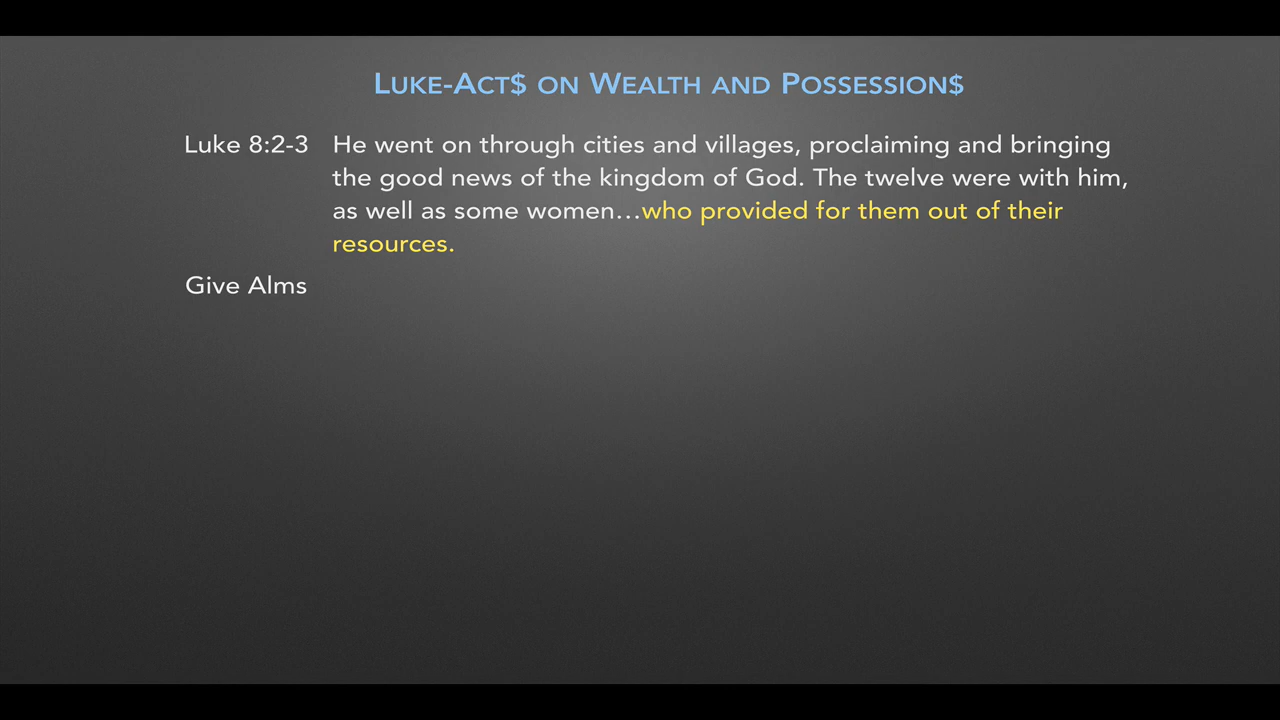 Luke-Act$ on Wealth and Possession$
Luke 8:2-3 He went on through cities and villages, proclaiming and bringing
the good news of the kingdom of God. The twelve were with him,
as well as some women…who provided for them out of their
resources.
Give Alms